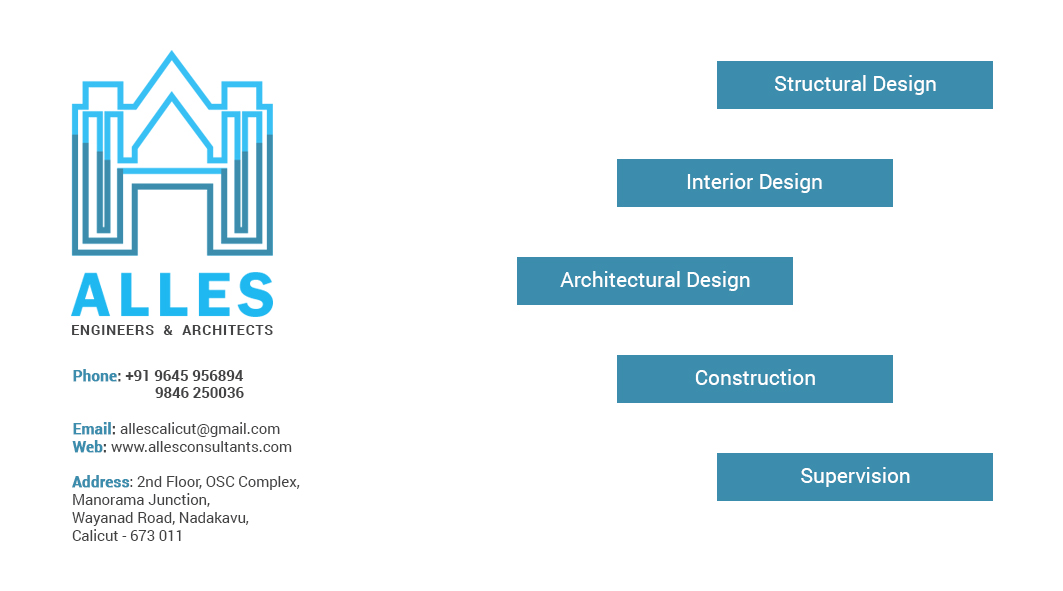 ALLES
ENGINEERS & ARCHITECTS
Phone: +91 9645 956894
9846 250036
Email: allescalicut@gmail.com
Web: www.allesconsultants.com
Address: 2nd Floor, OSC Complex,
Manorama Junction,
Wayanad Road, Nadakavu,
Calicut - 673 011
Structural Design
Interior Design
Architectural Design
Construction
Supervision